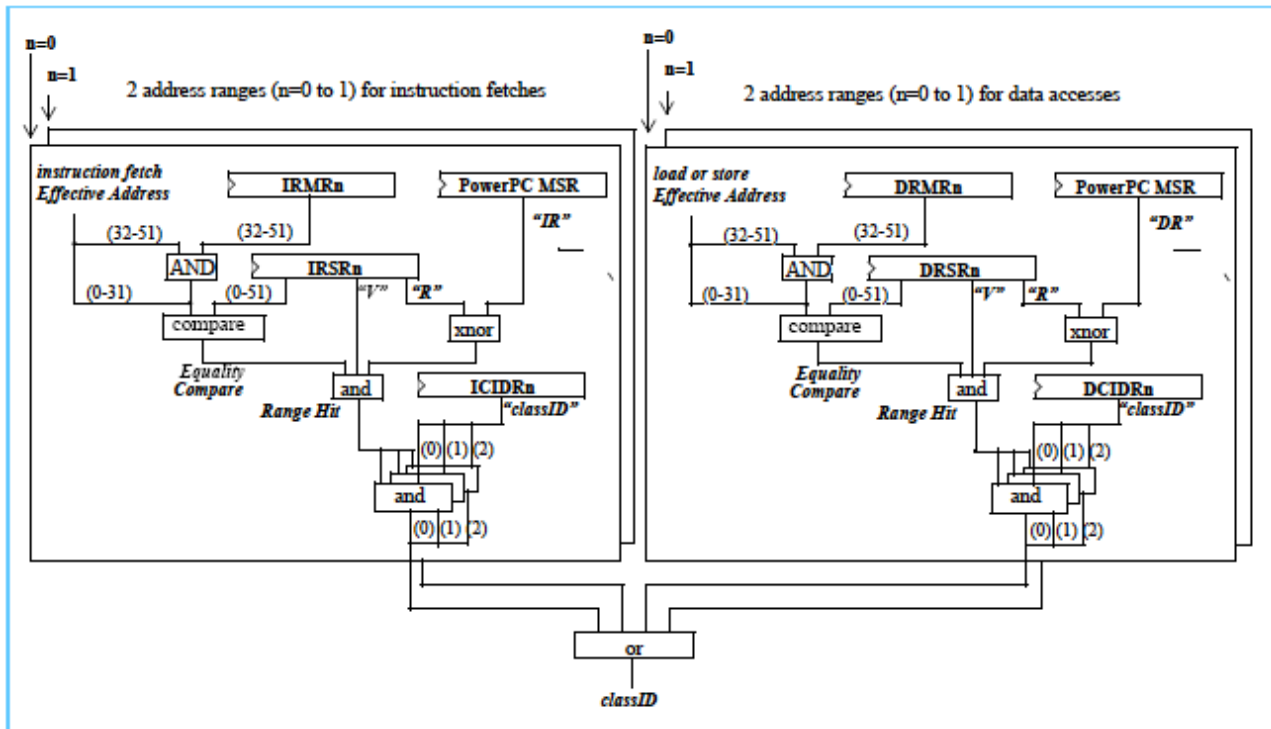 n=0
n=1
2 address ranges (n=0 to 1) for instruction fetches
instruction fetch
Effective Address
IRMRn
PowerPC MSR
"IR"
(32-51)
(32-51)
AND
IRSRn
(0-31)
(0-51)
"V"
"R"
compare
xnor
Equality
Compare
and
Range Hit
ICIDRn
"classID"
(0) (1) (2)
and
(0) (1) (2)
n=0
n=1
2 address ranges (n=0 to 1) for data accesses
load or store
Effective Address
DRMRn
PowerPC MSR
"DR"
(32-51)
(32-51)
AND
DRSRn
(0-31)
(0-51)
"V"
"R"
compare
xnor
Equality
Compare
and
Range Hit
DCIDRn
"classID"
(0) (1) (2)
and
(0) (1) (2)
or
classID